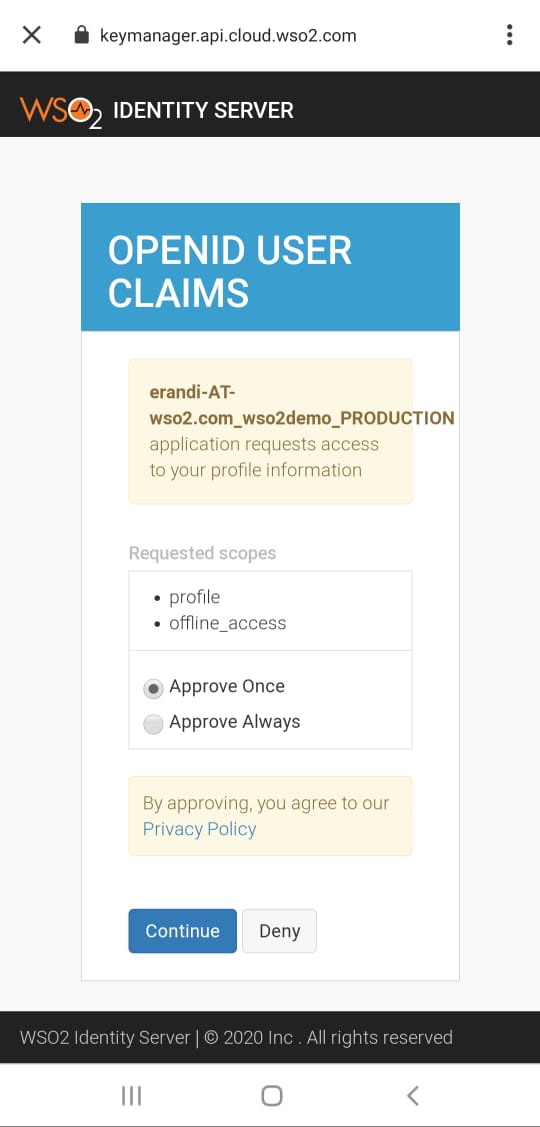 keymanager.api.cloud.wso2.com
WSO2 IDENTITY SERVER
OPENID USER
CLAIMS
erandi-AT-
wso2.com_wso2demo_PRODUCTION
application requests access
to your profile information
Requested scopes
• profile
• offline_access
Approve Once
Approve Always
By approving, you agree to our
Privacy Policy
Continue Deny
WSO2 Identity Server | © 2020 Inc . All rights reserved